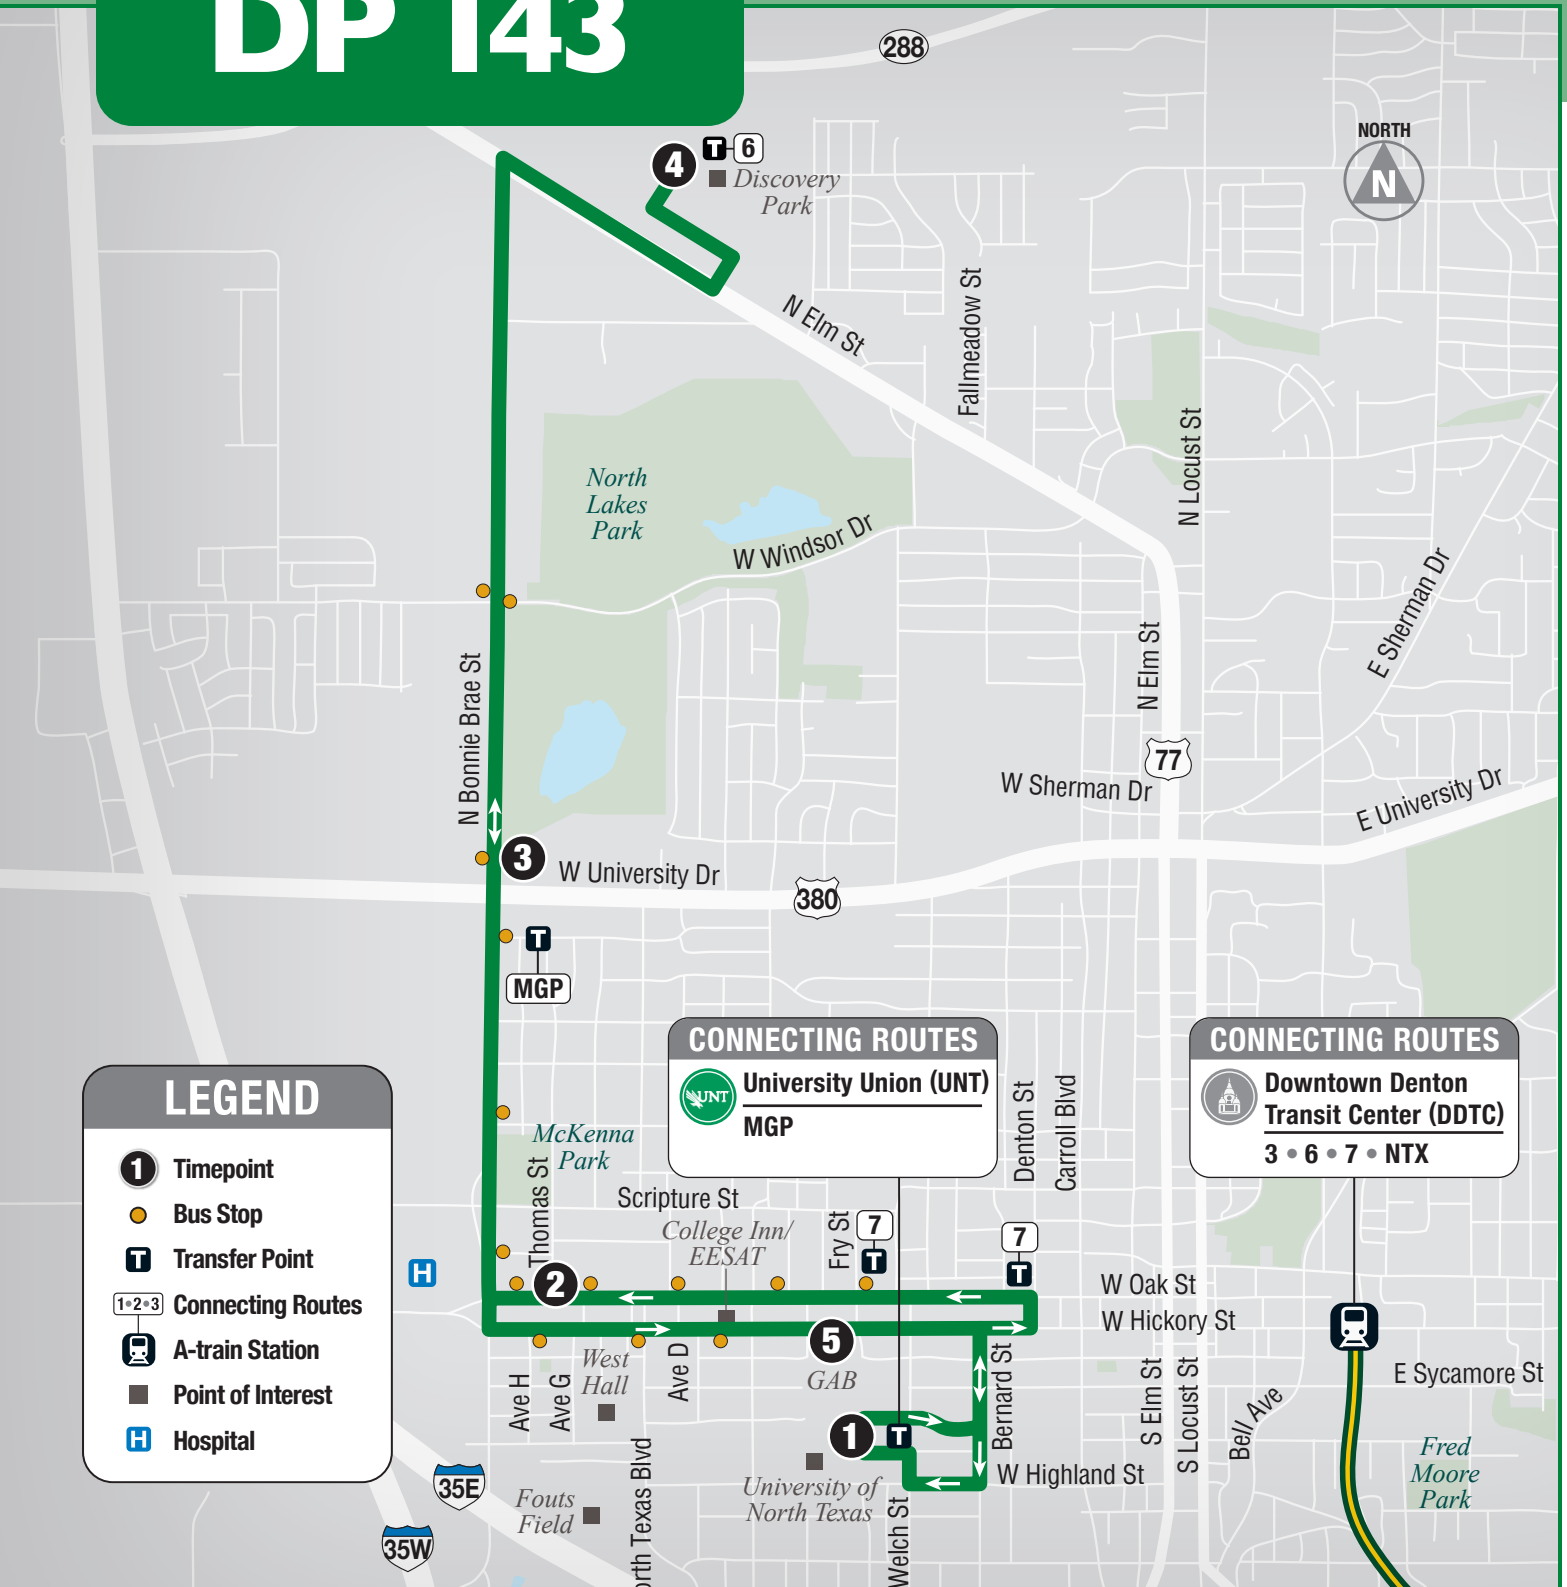 DP 143
288
NORTH
N
4
T
6
Discovery
Park
N Elm St
Fallmeadow St
N Locust St
North
Lakes
Park
W Windsor Dr
E Sherman Dr
N Elm St
N Bonnie Brae St
77
W Sherman Dr
E University Dr
3
W University Dr
380
T
MGP
CONNECTING ROUTES
UNT
University Union (UNT)
MGP
CONNECTING ROUTES
Downtown Denton
Transit Center (DDTC)
3 • 6 • 7 • NTX
Denton St
Carroll Blvd
LEGEND
1 Timepoint
Bus Stop
T Transfer Point
1•2•3 Connecting Routes
A-train Station
Point of Interest
H Hospital
McKenna
Park
Thomas St
Scripture St
College Inn/
EESAT
Fry St
7
T
7
T
H
2
W Oak St
W Hickory St
5
GAB
West
Hall
Ave H
Ave G
Ave D
Bernard St
S Elm St
S Locust St
Bell Ave
E Sycamore St
1
T
W Highland St
University of
North Texas
Welch St
Fred
Moore
Park
35E
35W
Fouts
Field
orth Texas Blvd